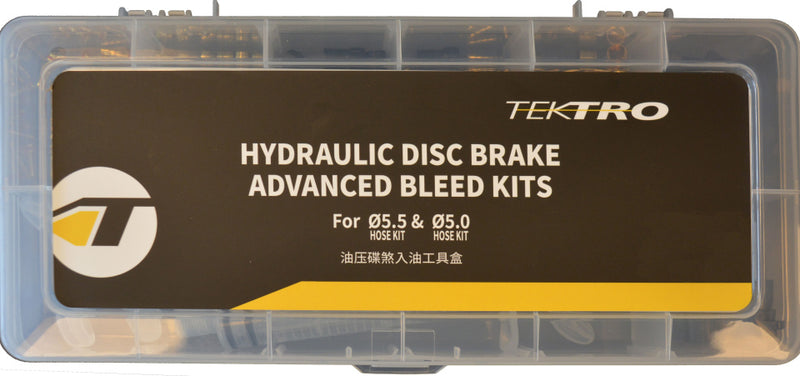 TEKTRO
HYDRAULIC DISC BRAKE
ADVANCED BLEED KITS
For Ø5.5 & Ø5.0
HOSE KIT HOSE KIT
油压碟煞入油工具盒